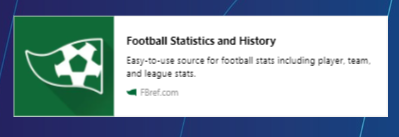 Football Statistics and History
Easy-to-use source for football stats including player, team,
and league stats.
FBref.com